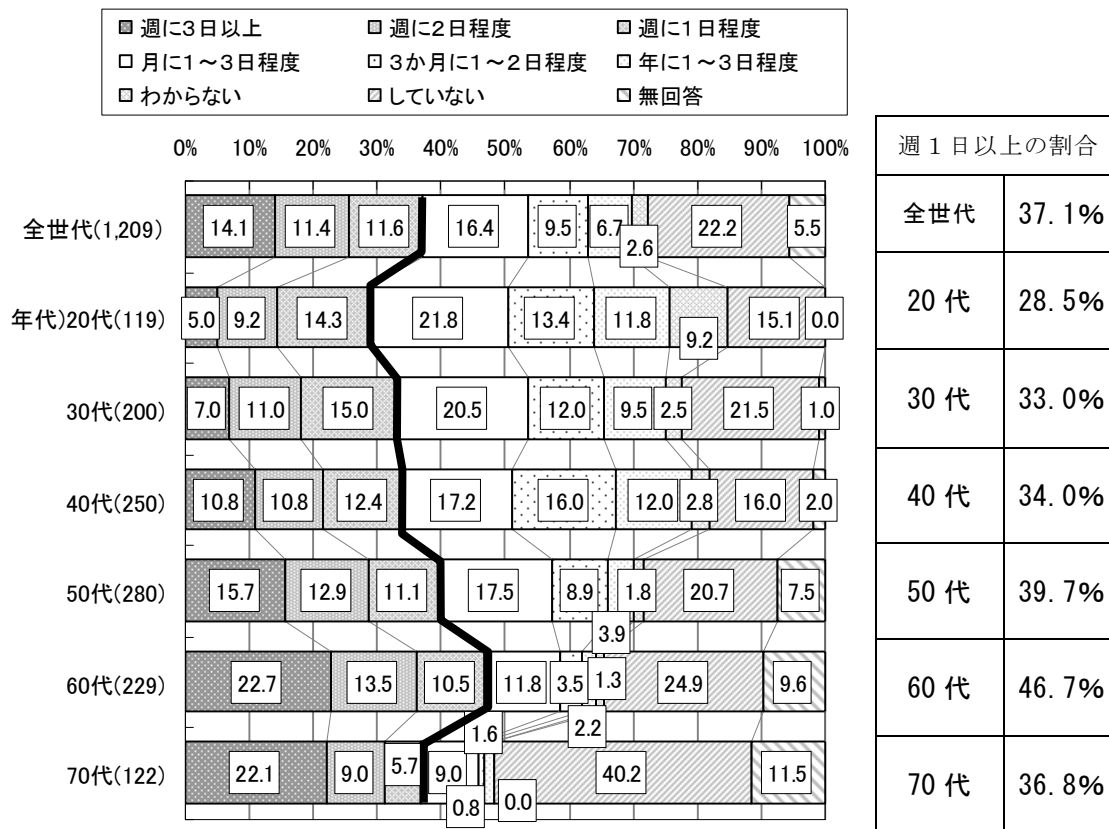 週に３日以上 週に２日程度 週に１日程度
月に１～３日程度 ３か月に１～２日程度 年に１～３日程度
わからない していない 無回答
0% 10% 20% 30% 40% 50% 60% 70% 80% 90% 100%
全世代(1,209) 14.1 11.4 11.6 16.4 9.5 6.7 2.6 22.2 5.5
年代)20代(119) 5.0 9.2 14.3 21.8 13.4 11.8 9.2 15.1 0.0
30代(200) 7.0 11.0 15.0 20.5 12.0 9.5 2.5 21.5 1.0
40代(250) 10.8 10.8 12.4 17.2 16.0 12.0 2.8 16.0 2.0
50代(280) 15.7 12.9 11.1 17.5 8.9 3.9 1.8 20.7 7.5
60代(229) 22.7 13.5 10.5 11.8 3.5 2.2 1.3 24.9 9.6
70代(122) 22.1 9.0 5.7 9.0 0.8 1.6 0.0 40.2 11.5
週１日以上の割合
全世代 37.1%
20 代 28.5%
30 代 33.0%
40 代 34.0%
50 代 39.7%
60 代 46.7%
70 代 36.8%